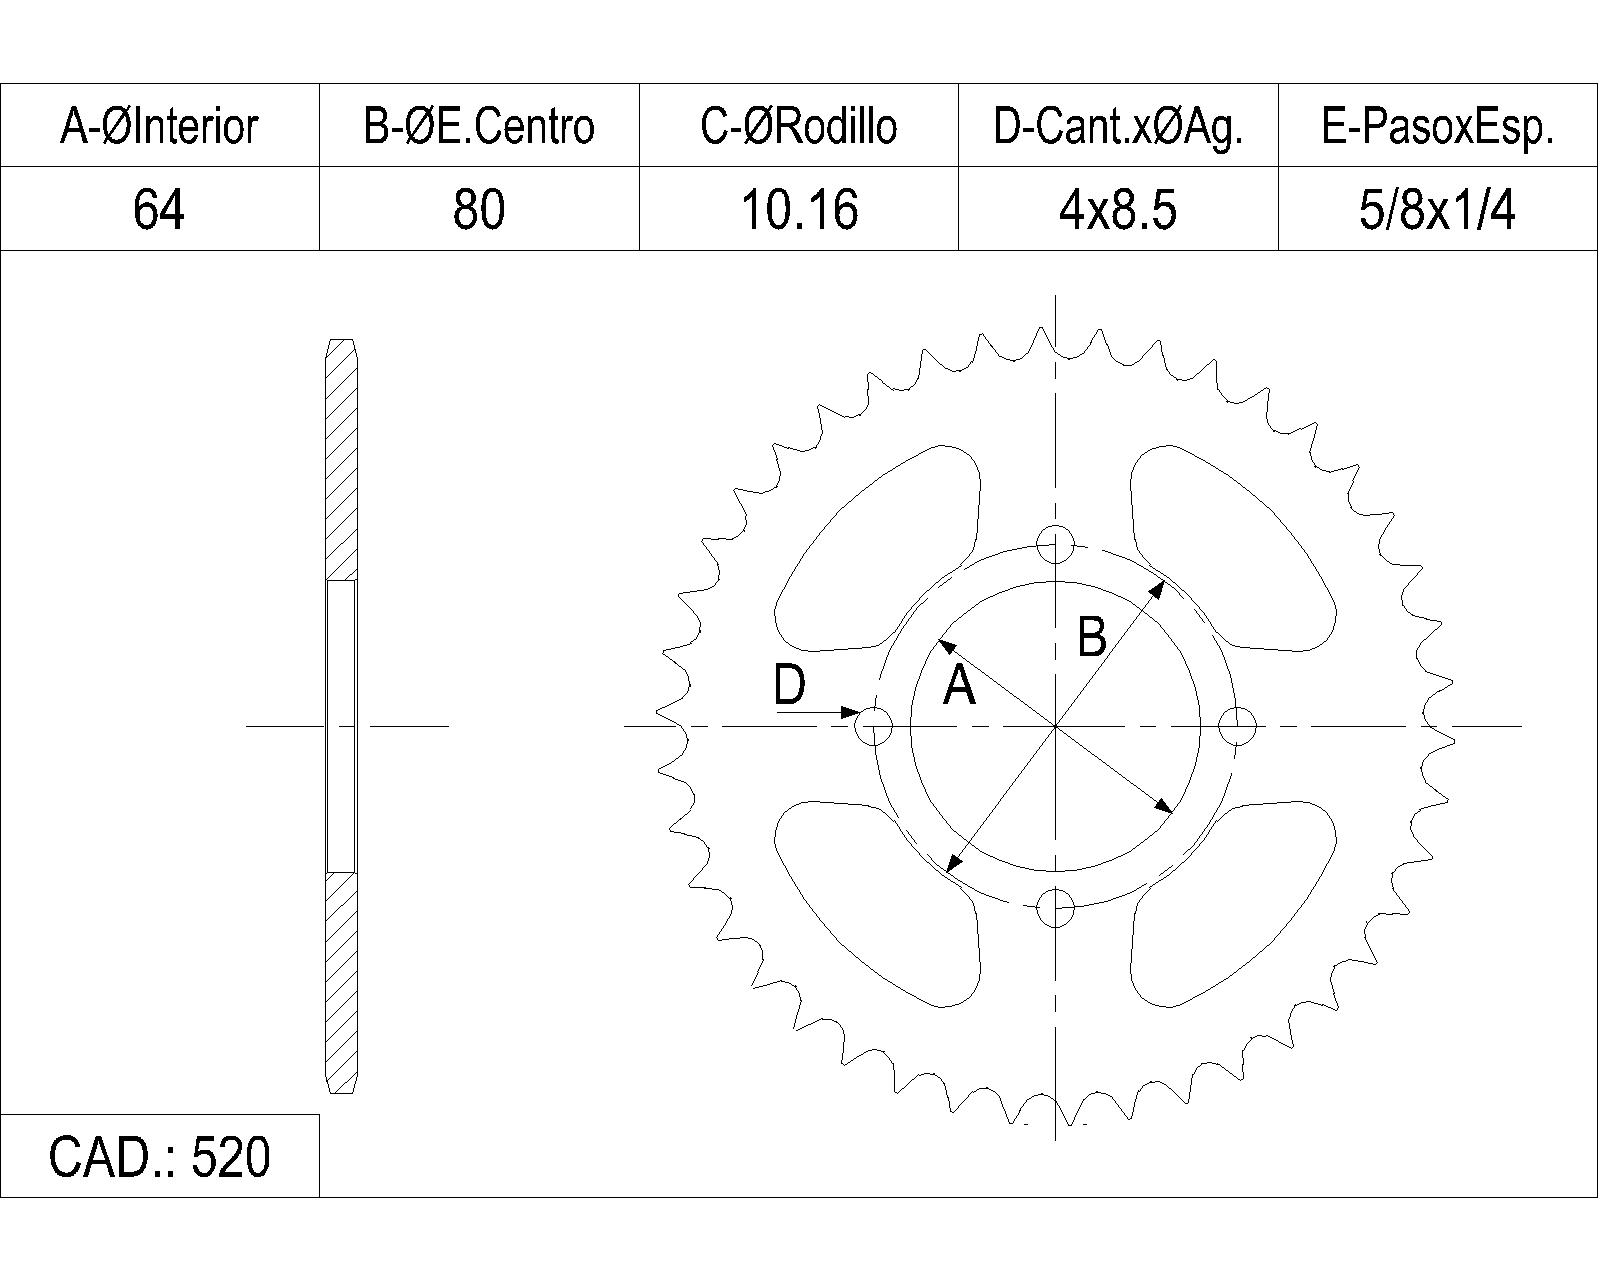 A-ØInterior B-ØE.Centro C-ØRodillo D-Cant.xØAg. E-PasoxEsp.
64 80 10.16 4x8.5 5/8x1/4
B
A
D
CAD.: 520